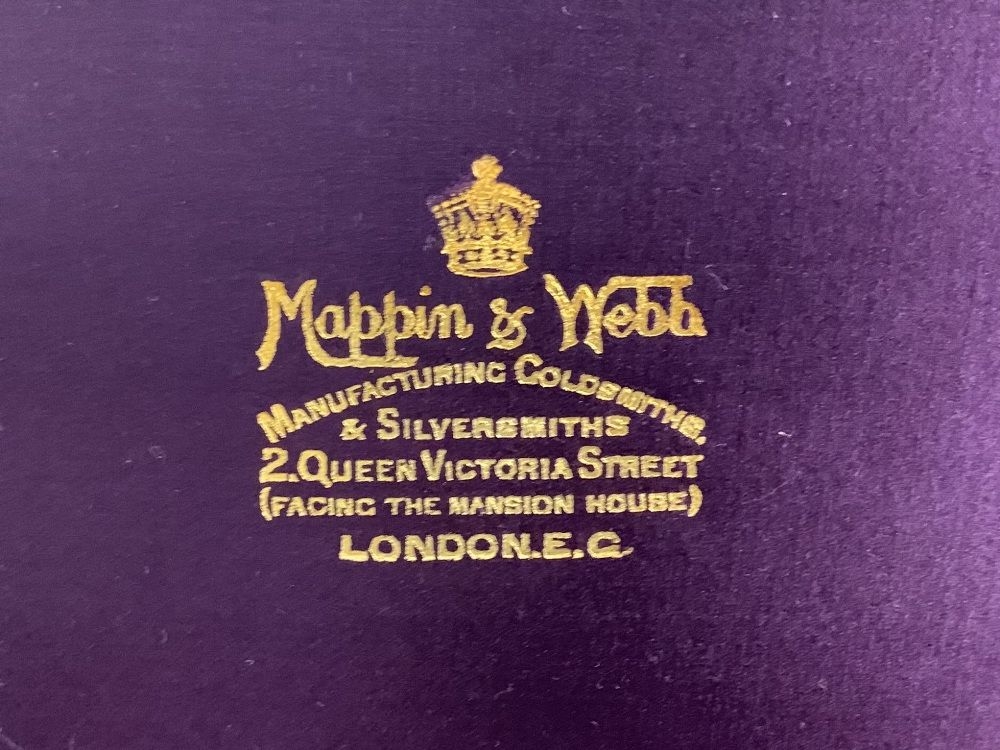 Mappin & Webb
MANUFACTURING GOLDSMITHS,
& SILVERSMITHS
2. QUEEN VICTORIA STREET
(FACING THE MANSION HOUSE)
LONDON. E. C.